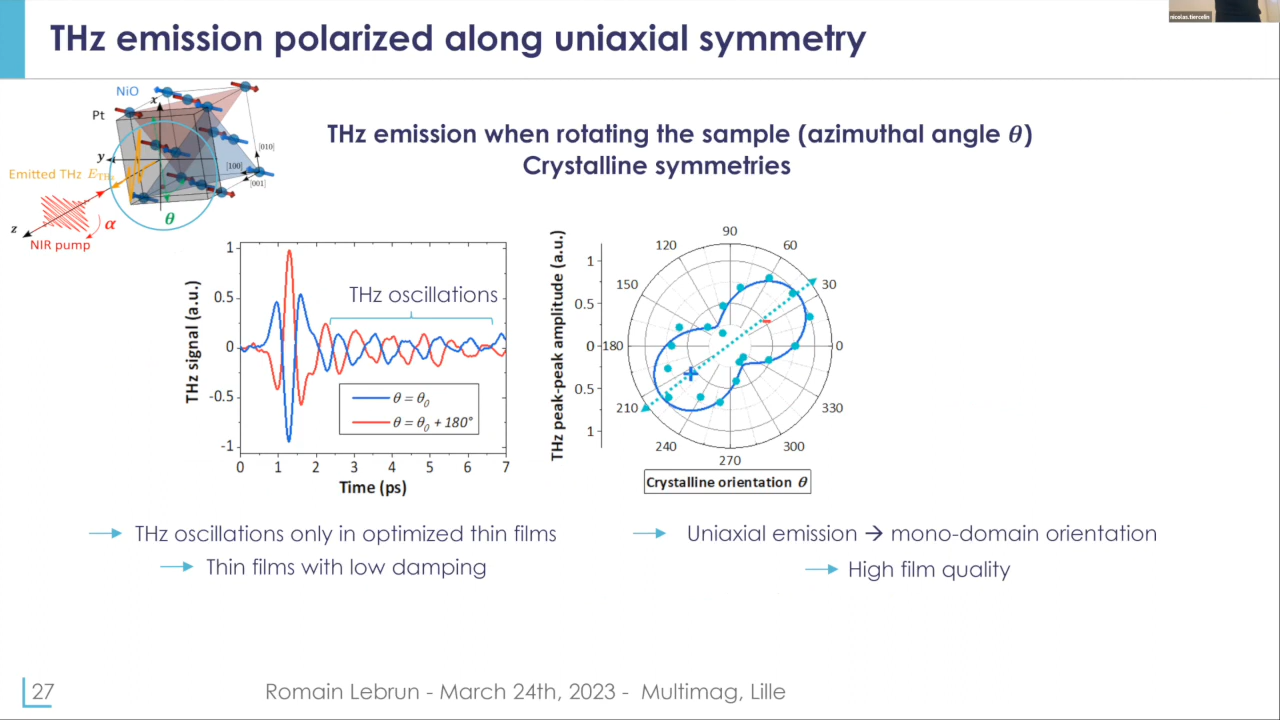 nicolas.tiercelin
THz emission polarized along uniaxial symmetry
NiO
x
Pt
y
[010]
[100]
[001]
Emitted THz E_THz
α
θ
z
NIR pump
THz emission when rotating the sample (azimuthal angle θ)
Crystalline symmetries
THz signal (a.u.)
1
0.5
0
-0.5
-1
THz oscillations
θ = θ0
θ = θ0 + 180°
0 1 2 3 4 5 6 7
Time (ps)
THz peak-peak amplitude (a.u.)
1
0.5
0
0.5
1
90
120
60
150
30
180
0
210
330
240
300
270
+
-
Crystalline orientation θ
→ THz oscillations only in optimized thin films
→ Thin films with low damping
→ Uniaxial emission → mono-domain orientation
→ High film quality
27
Romain Lebrun - March 24th, 2023 - Multimag, Lille